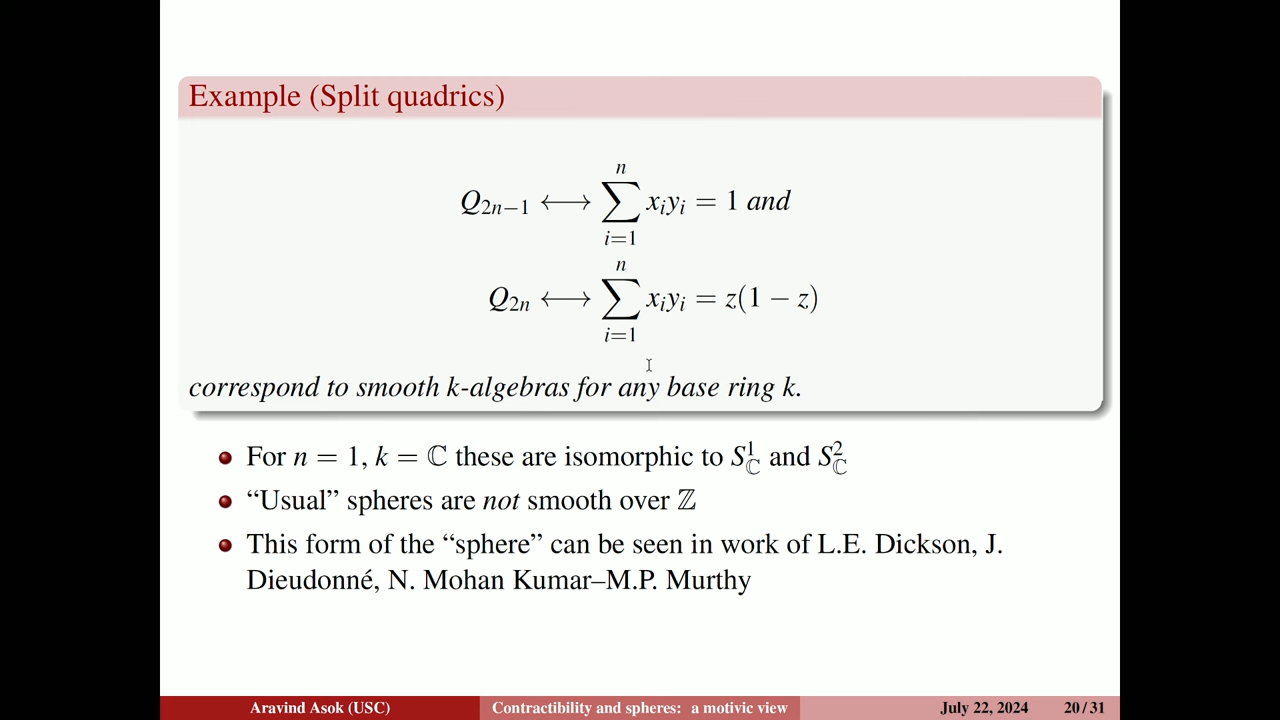 Example (Split quadrics)
Q_{2n−1} ⟷ \sum_{i=1}^{n} x_i y_i = 1 and
Q_{2n} ⟷ \sum_{i=1}^{n} x_i y_i = z(1 − z)
correspond to smooth k-algebras for any base ring k.
For n = 1, k = ℂ these are isomorphic to S^1_ℂ and S^2_ℂ
“Usual” spheres are not smooth over ℤ
This form of the “sphere” can be seen in work of L.E. Dickson, J.
Dieudonné, N. Mohan Kumar–M.P. Murthy
Aravind Asok (USC) Contractibility and spheres: a motivic view July 22, 2024 20 / 31